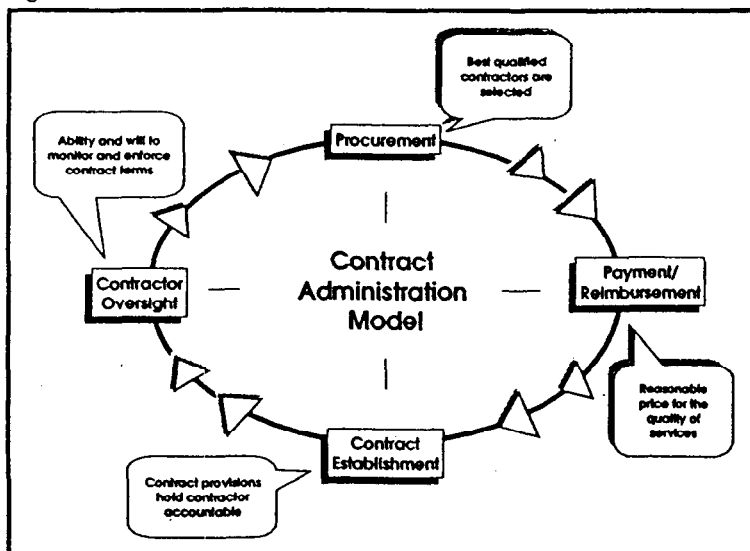 Best qualified
contractors are
selected
Ability and will to
monitor and enforce
contract terms
Procurement
Contract
Administration
Model
Contractor
Oversight
Payment/
Reimbursement
Reasonable
price for the
quality of
services
Contract
Establishment
Contract provisions
hold contractor
accountable